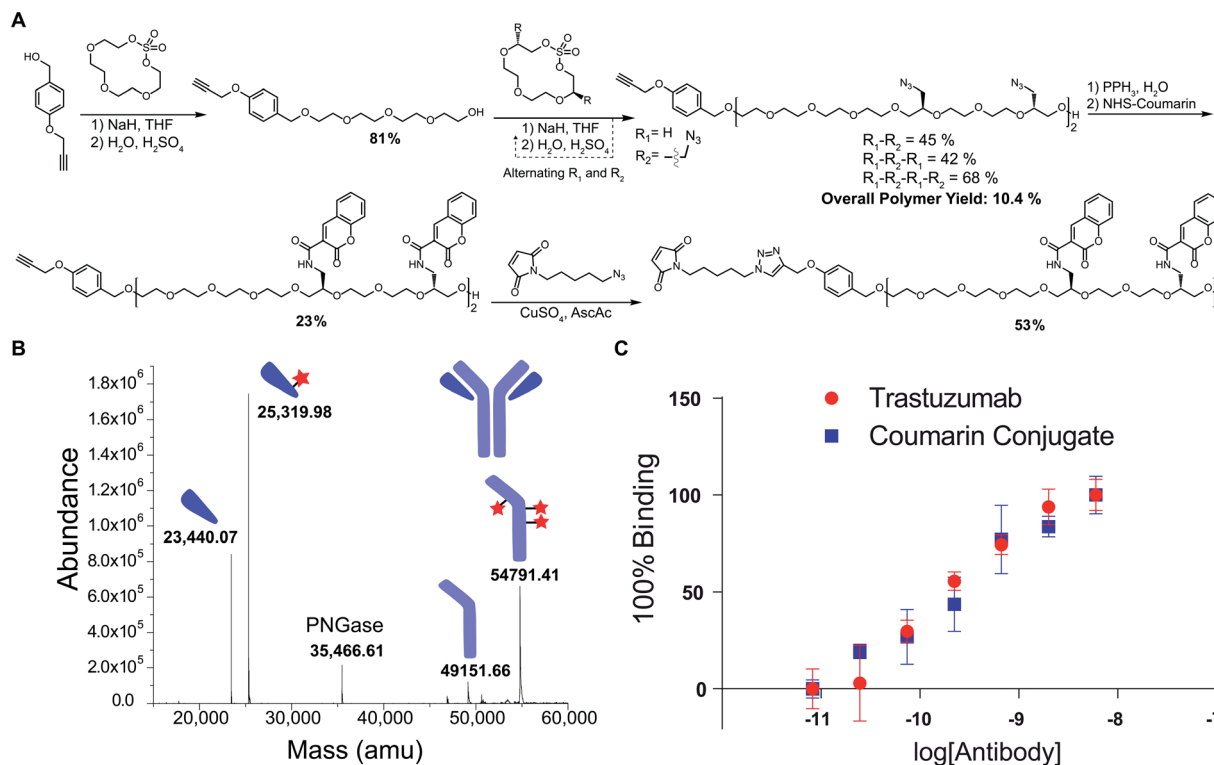 A
R
HO
O
O
O
O
S
O
O
O
O
O
O
1) NaH, THF
2) H2O, H2SO4
O
O
O
O
O
OH
81%
R
O
O
S
O
O
O
O
O
R
1) NaH, THF
2) H2O, H2SO4
Alternating R1 and R2
R1= H
R2=
N3
O
O
O
O
O
O
O
O
O
H
2
N3
N3
R1-R2 = 45 %
R1-R2-R1 = 42 %
R1-R2-R1-R2 = 68 %
Overall Polymer Yield: 10.4 %
1) PPH3, H2O
2) NHS-Coumarin
O
HN
O
O
O
HN
O
O
O
O
O
O
O
O
O
O
O
H
2
23%
O
N
O
N3
CuSO4, AscAc
O
N
O
N
N=N
O
O
O
O
O
O
O
O
O
O
HN
O
O
O
HN
O
O
53%
B
Abundance
1.8x10^6
1.6x10^6
1.4x10^6
1.2x10^6
1.0x10^6
8.0x10^5
6.0x10^5
4.0x10^5
2.0x10^5
0.0
25,319.98
23,440.07
PNGase
35,466.61
49151.66
54791.41
20,000
30,000
40,000
50,000
60,000
Mass (amu)
C
Trastuzumab
Coumarin Conjugate
100% Binding
150
100
50
0
-11
-10
-9
-8
log[Antibody]